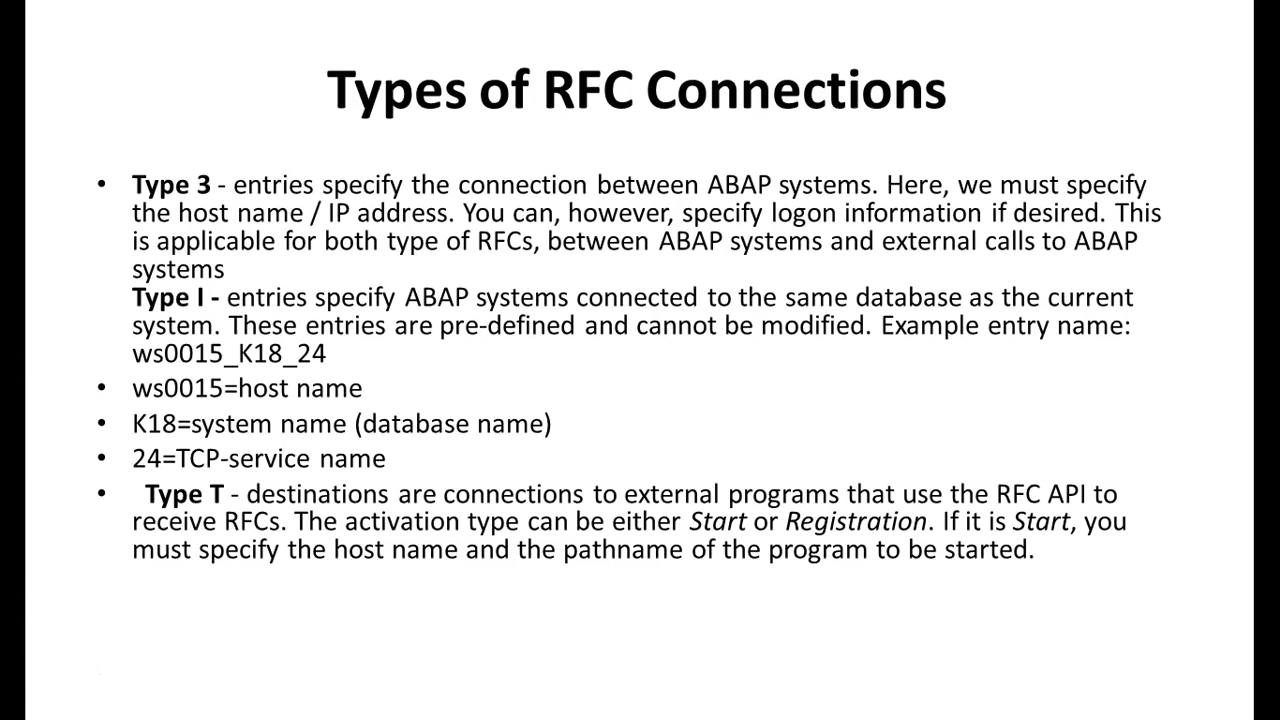 Types of RFC Connections
• Type 3 - entries specify the connection between ABAP systems. Here, we must specify
the host name / IP address. You can, however, specify logon information if desired. This
is applicable for both type of RFCs, between ABAP systems and external calls to ABAP
systems
Type I - entries specify ABAP systems connected to the same database as the current
system. These entries are pre-defined and cannot be modified. Example entry name:
ws0015_K18_24
• ws0015=host name
• K18=system name (database name)
• 24=TCP-service name
• Type T - destinations are connections to external programs that use the RFC API to
receive RFCs. The activation type can be either Start or Registration. If it is Start, you
must specify the host name and the pathname of the program to be started.